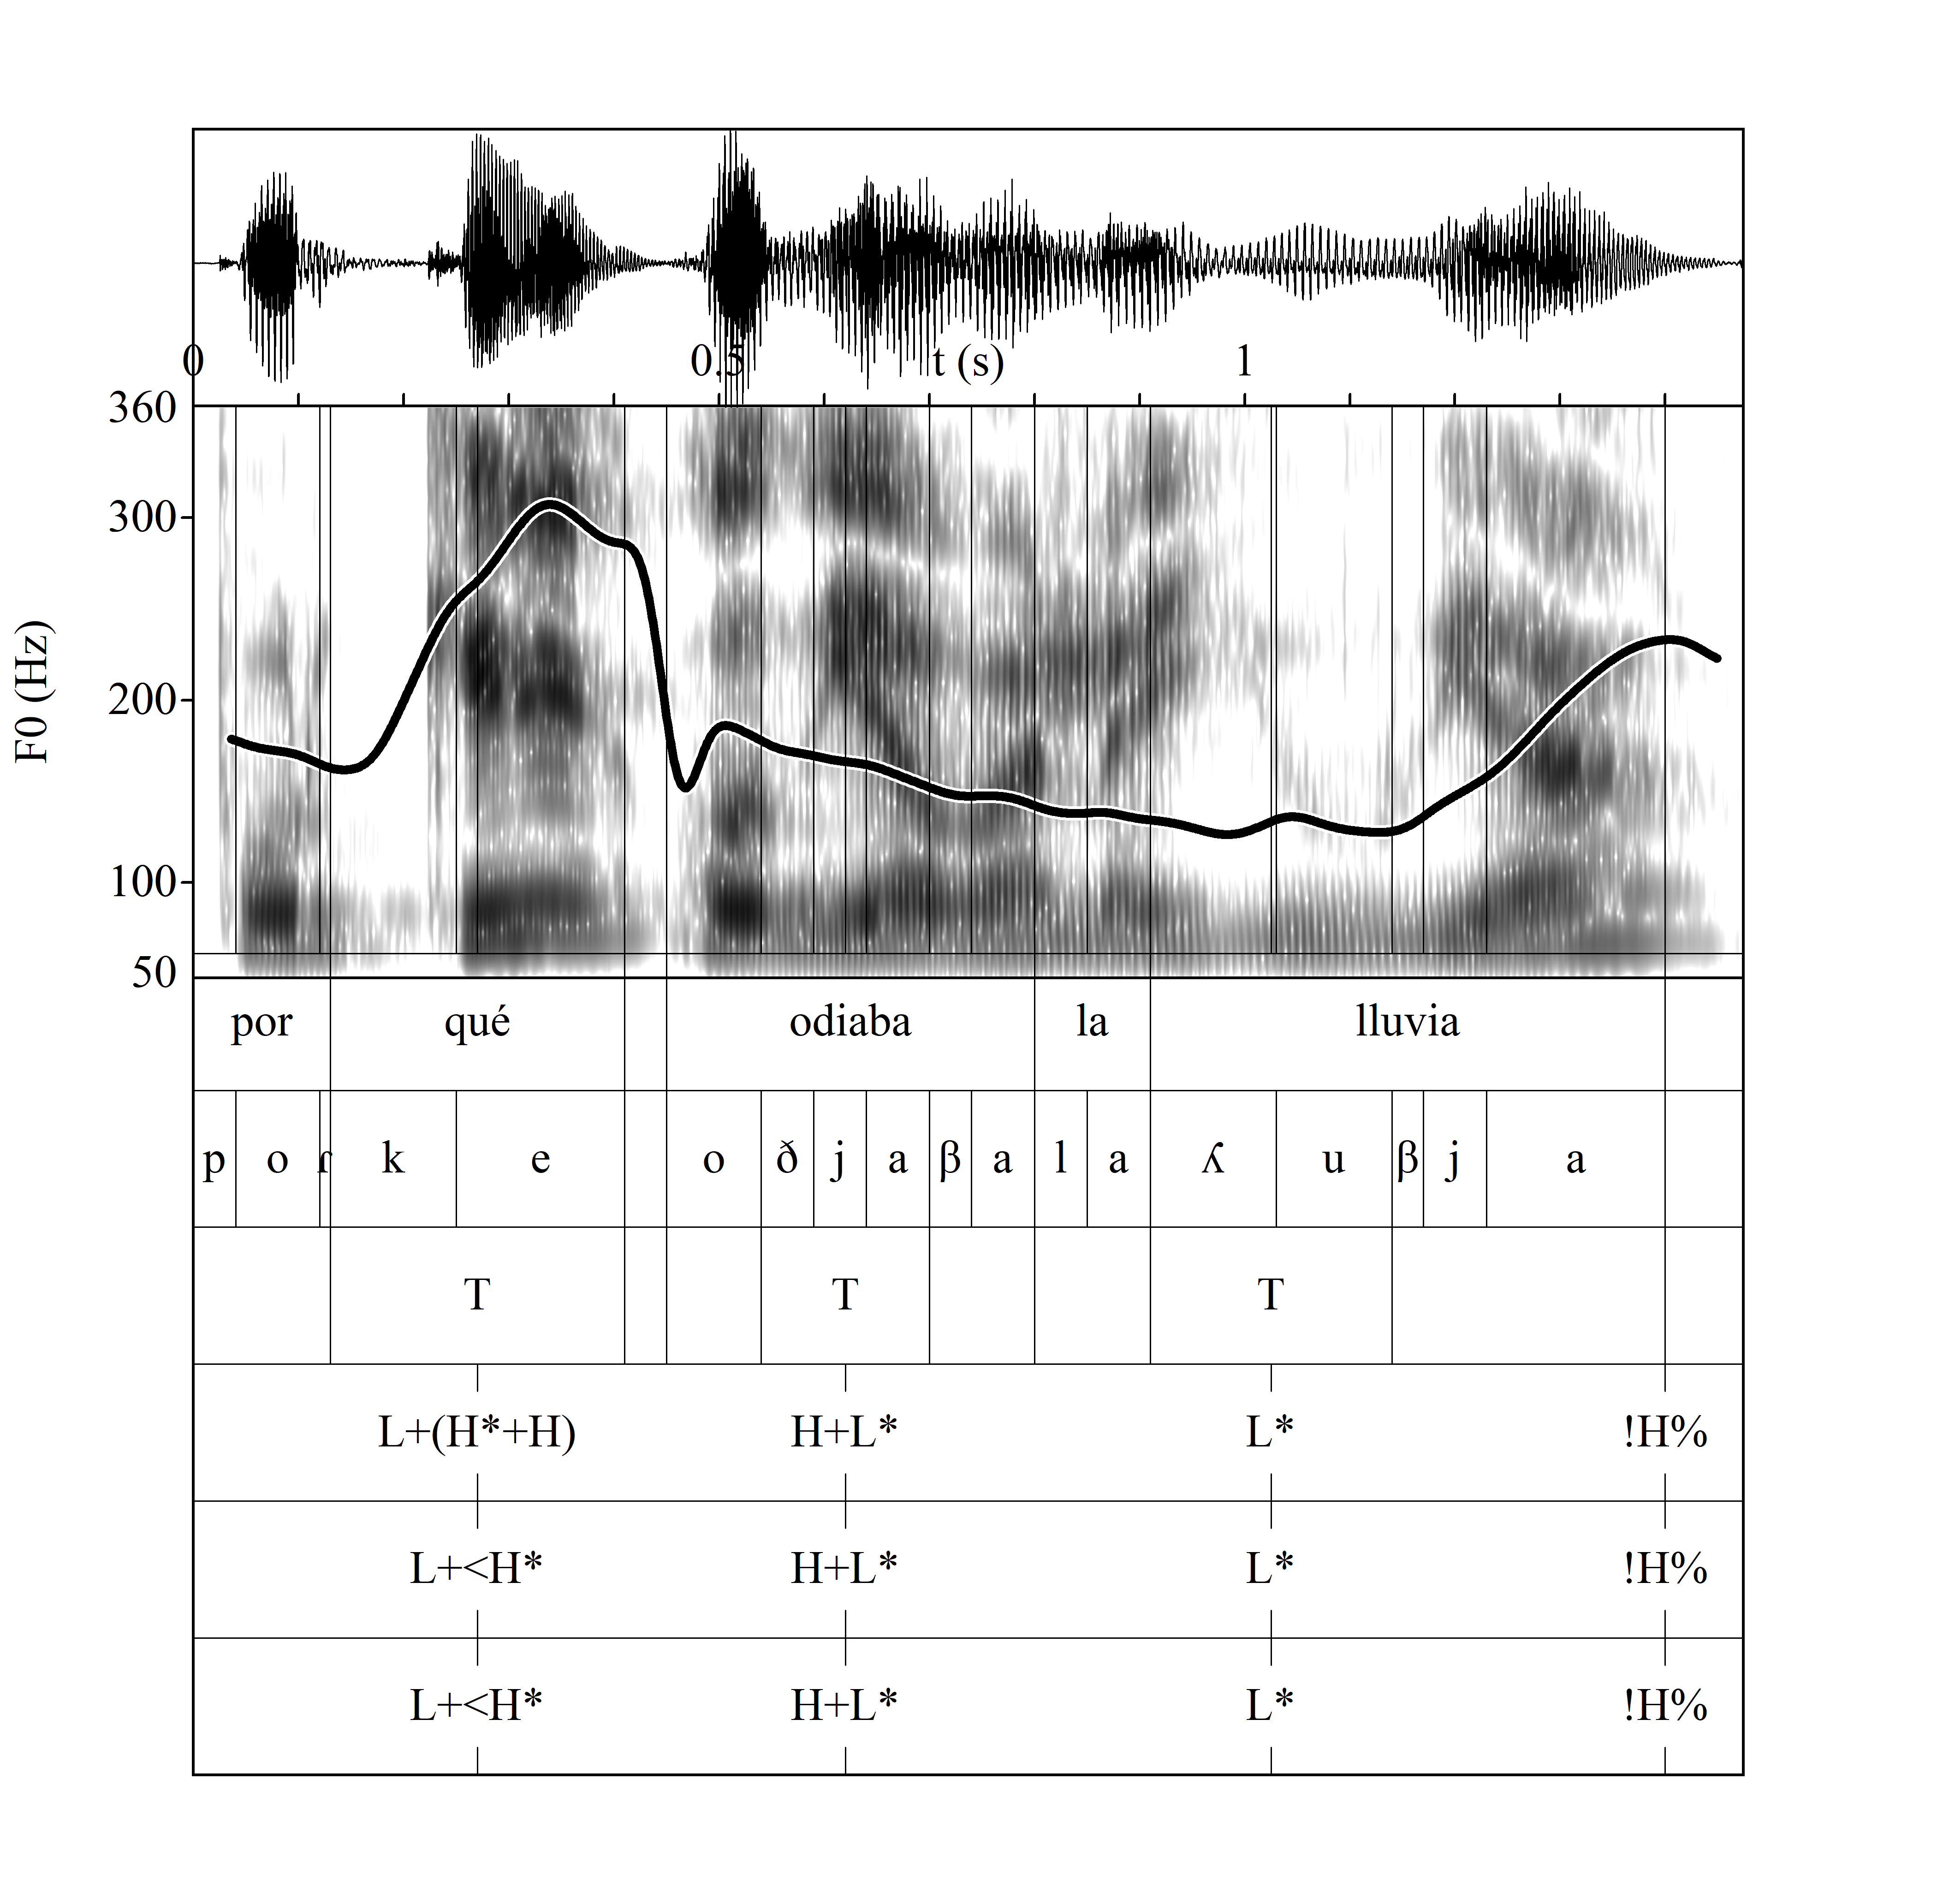 0 0.5 t (s) 1
360
300
200
100
50
F0 (Hz)
por qué odiaba la lluvia
p o ɾ k e o ð j a β a l a ʎ u β j a
T T T
L+(H*+H) H+L* L* !H%
L+<H* H+L* L* !H%
L+<H* H+L* L* !H%